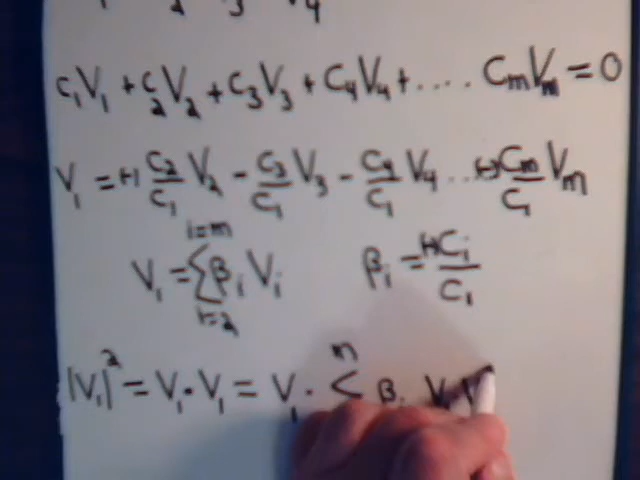 C₁V₁ + C₂V₂ + C₃V₃ + C₄V₄ + .... CₘVₘ = 0
V₁ = (-) C₂/C₁ V₂ - C₃/C₁ V₃ - C₄/C₁ V₄ ... (-) Cₘ/C₁ Vₘ
V₁ = ∑_{i=2}^{i=m} βᵢ Vᵢ βᵢ = (-) Cᵢ/C₁
|V₁|² = V₁ · V₁ = V₁ · ∑